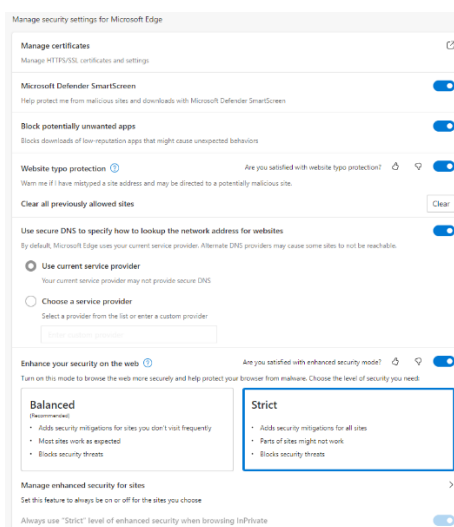 Manage security settings for Microsoft Edge
Manage certificates
Manage HTTPS/SSL certificates and settings
Microsoft Defender SmartScreen
Help protect me from malicious sites and downloads with Microsoft Defender SmartScreen
Block potentially unwanted apps
Blocks downloads of low-reputation apps that might cause unexpected behaviors
Website typo protection Are you satisfied with website typo protection?
Warn me if I have mistyped a site address and may be directed to a potentially malicious site.
Clear all previously allowed sites Clear
Use secure DNS to specify how to lookup the network address for websites
By default, Microsoft Edge uses your current service provider. Alternate DNS providers may cause some sites to not be reachable.
Use current service provider
Your current service provider may not provide secure DNS
Choose a service provider
Select a provider from the list or enter a custom provider
Enhance your security on the web Are you satisfied with enhanced security mode?
Turn on this mode to browse the web more securely and help protect your browser from malware. Choose the level of security you need:
Balanced
(Recommended)
• Adds security mitigations for sites you don't visit frequently
• Most sites work as expected
• Blocks security threats
Strict
• Adds security mitigations for all sites
• Parts of sites might not work
• Blocks security threats
Manage enhanced security for sites
Set this feature to always be on or off for the sites you choose
Always use "Strict" level of enhanced security when browsing InPrivate